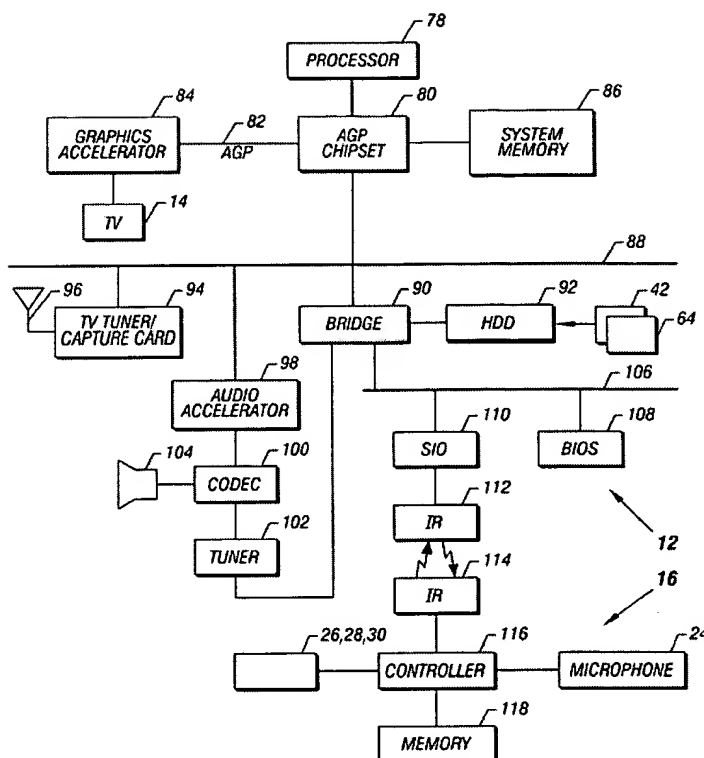 78
PROCESSOR
84
GRAPHICS
ACCELERATOR
82
AGP
80
AGP
CHIPSET
86
SYSTEM
MEMORY
14
TV
88
96
94
TV TUNER/
CAPTURE CARD
90
BRIDGE
92
HDD
42
64
98
AUDIO
ACCELERATOR
106
110
SIO
108
BIOS
104
100
CODEC
112
IR
102
TUNER
12
114
IR
16
26,28,30
116
CONTROLLER
24
MICROPHONE
118
MEMORY